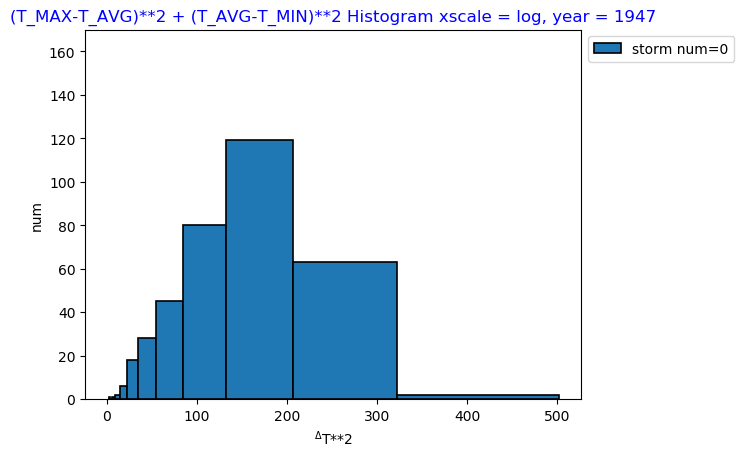 (T_MAX-T_AVG)**2 + (T_AVG-T_MIN)**2 Histogram xscale = log, year = 1947
storm num=0
160
140
120
100
80
60
40
20
0
num
0 100 200 300 400 500
ΔT**2